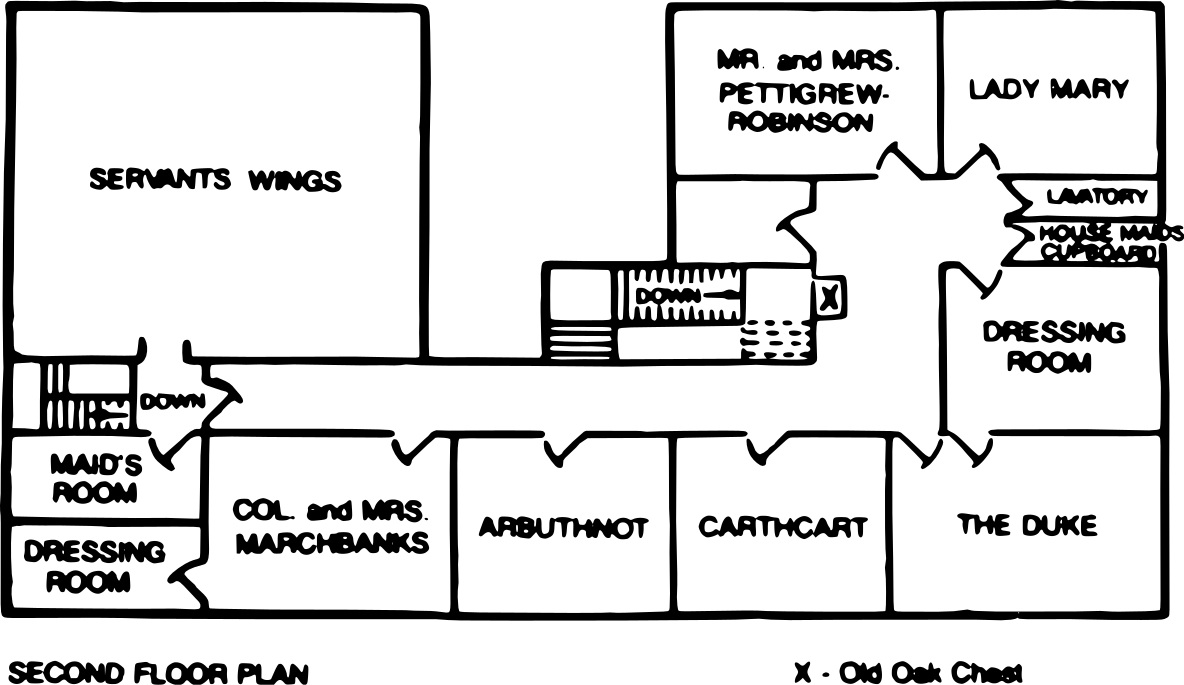 MR. and MRS.
PETTIGREW-
ROBINSON
LADY MARY
SERVANTS WINGS
LAVATORY
HOUSE MAIDS
CUPBOARD
DOWN
X
DRESSING
ROOM
DOWN
MAID'S
ROOM
COL. and MRS.
MARCHBANKS
ARBUTHNOT
CARTHCART
THE DUKE
DRESSING
ROOM
SECOND FLOOR PLAN
X - Old Oak Chest